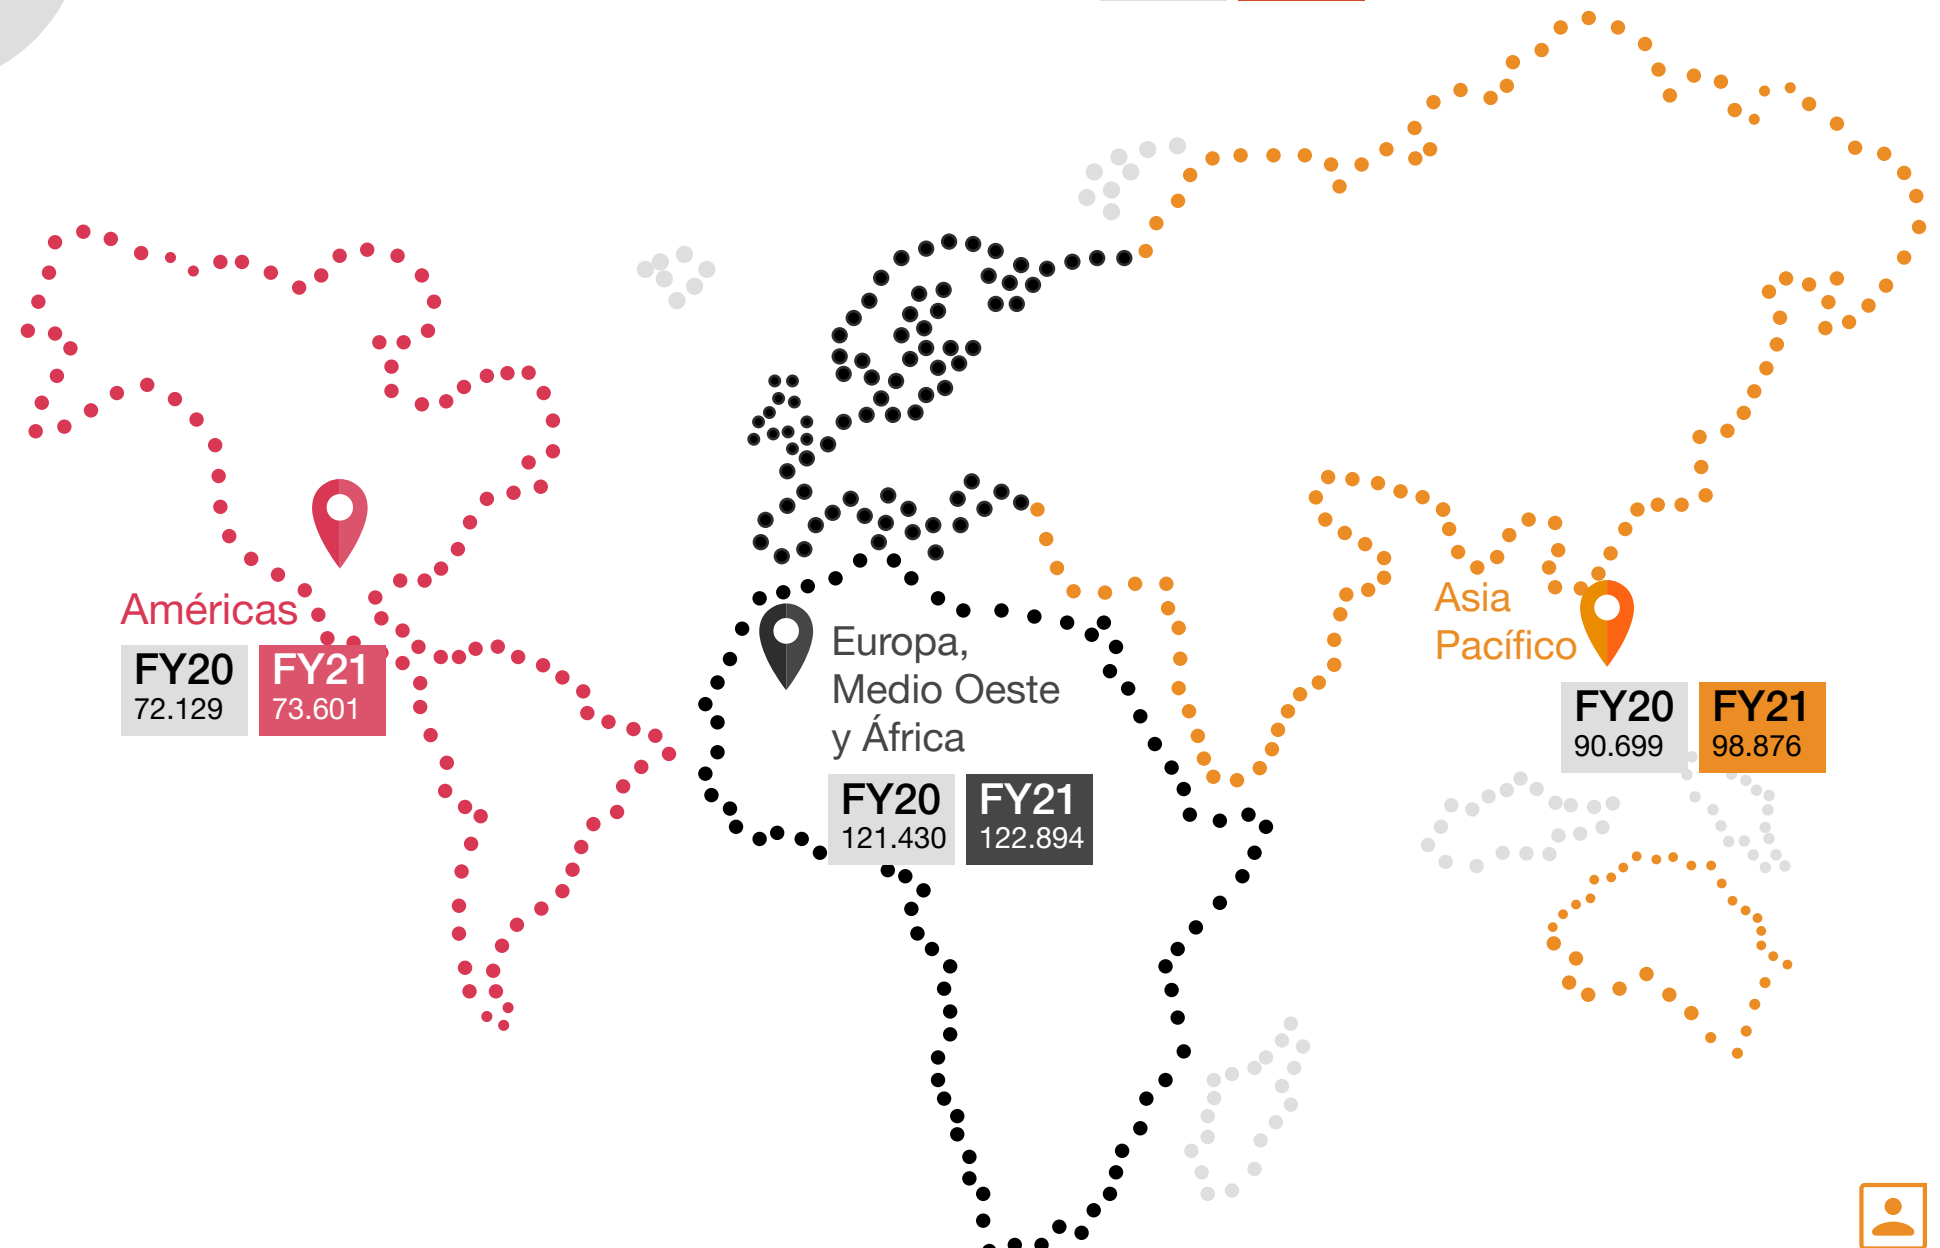 Américas
FY20 FY21
72.129 73.601
Europa,
Medio Oeste
y África
FY20 FY21
121.430 122.894
Asia
Pacífico
FY20 FY21
90.699 98.876